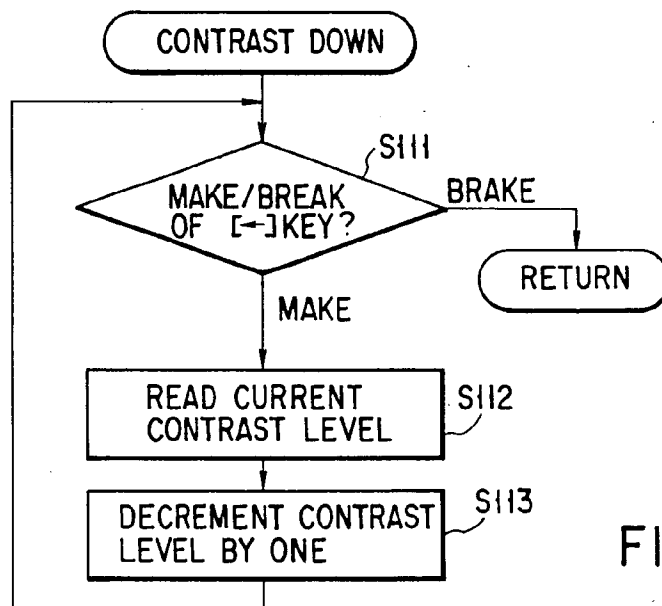 CONTRAST DOWN
S111
MAKE/BREAK
OF [←]KEY?
BRAKE
RETURN
MAKE
READ CURRENT
CONTRAST LEVEL
S112
DECREMENT CONTRAST
LEVEL BY ONE
S113
FI